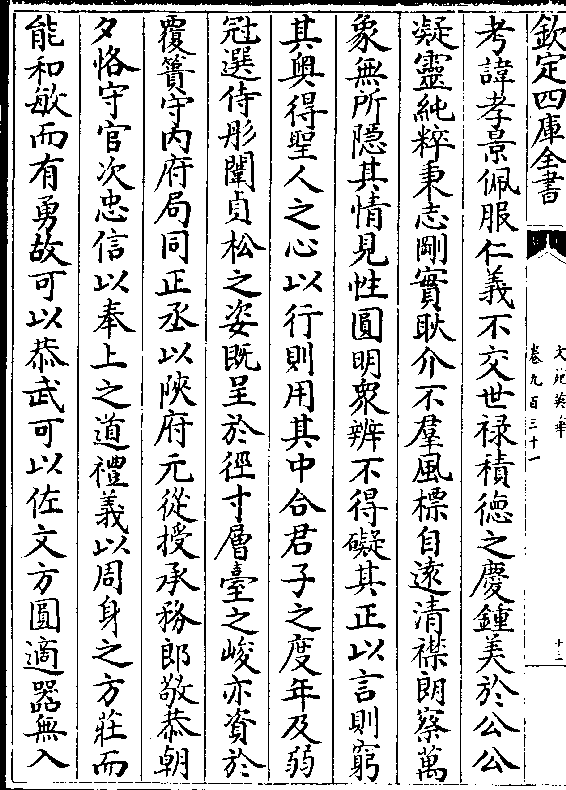 欽定四庫全書
文苑英華
卷九百三十一
十二
考諱孝景佩服仁義不交世禄積德之慶鍾美於公公
凝靈純粹秉志剛實耿介不羣風標自遠清襟朗察萬
象無所隱其情見性圓明衆辨不得礙其正以言則窮
其奥得聖人之心以行則用其中合君子之度年及弱
冠選侍彤闈貞松之姿既呈於徑寸層臺之峻亦資於
覆簣守内府局同正丞以陜府元從授承務郎敬恭朝
夕恪守官次忠信以奉上之道禮義以周身之方莊而
能和敏而有勇故可以恭武可以佐文方圓適器無入